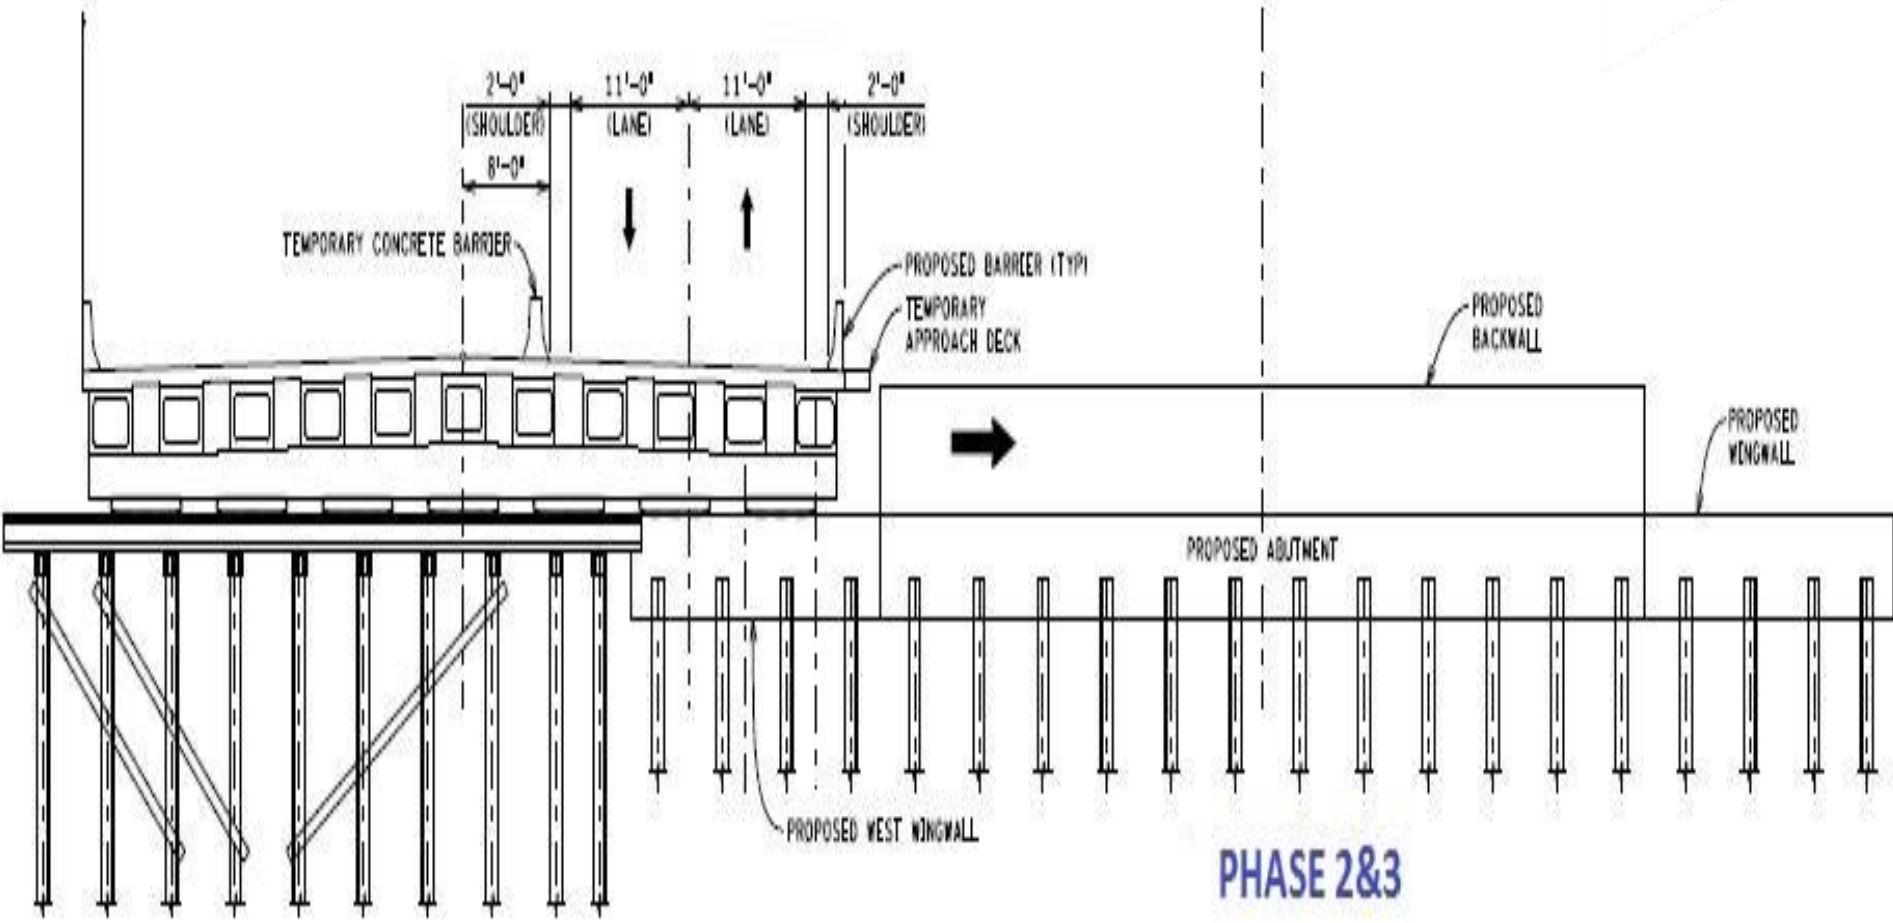 2'-0" 11'-0" 11'-0" 2'-0"
(SHOULDER) (LANE) (LANE) (SHOULDER)
8'-0"
TEMPORARY CONCRETE BARRIER
PROPOSED BARRIER (TYP)
TEMPORARY
APPROACH DECK
PROPOSED
BACKWALL
PROPOSED
WINGWALL
PROPOSED ABUTMENT
PROPOSED WEST WINGWALL
PHASE 2&3